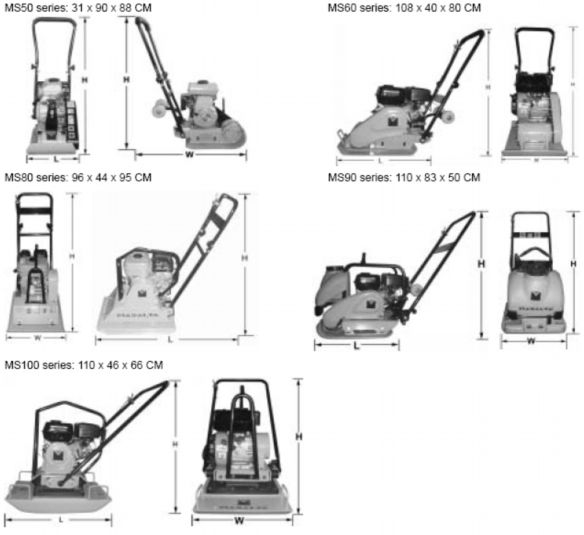 MS50 series: 31 x 90 x 88 CM
H
L
H
W
MS60 series: 108 x 40 x 80 CM
H
L
H
MS80 series: 96 x 44 x 95 CM
H
W
H
L
MS90 series: 110 x 83 x 50 CM
H
L
H
W
MS100 series: 110 x 46 x 66 CM
H
L
H
W